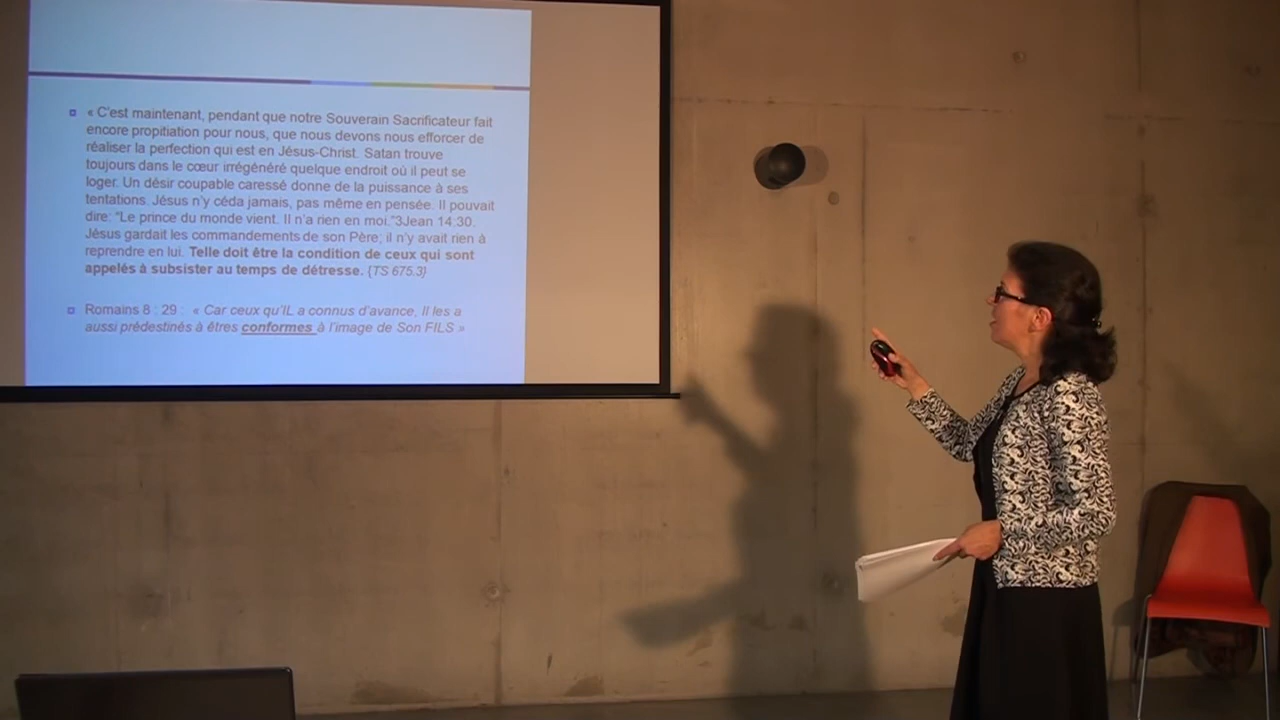 « C'est maintenant, pendant que notre Souverain Sacrificateur fait
encore propitiation pour nous, que nous devons nous efforcer de
réaliser la perfection qui est en Jésus-Christ. Satan trouve
toujours dans le cœur irrégénéré quelque endroit où il peut se
loger. Un désir coupable caressé donne de la puissance à ses
tentations. Jésus n'y céda jamais, pas même en pensée. Il pouvait
dire: "Le prince du monde vient. Il n'a rien en moi."3Jean 14.30.
Jésus gardait les commandements de son Père; il n'y avait rien à
reprendre en lui. Telle doit être la condition de ceux qui sont
appelés à subsister au temps de détresse. {TS 675.3}
Romains 8 : 29 : « Car ceux qu'IL a connus d'avance, Il les a
aussi prédestinés à êtres conformes à l'image de Son FILS »